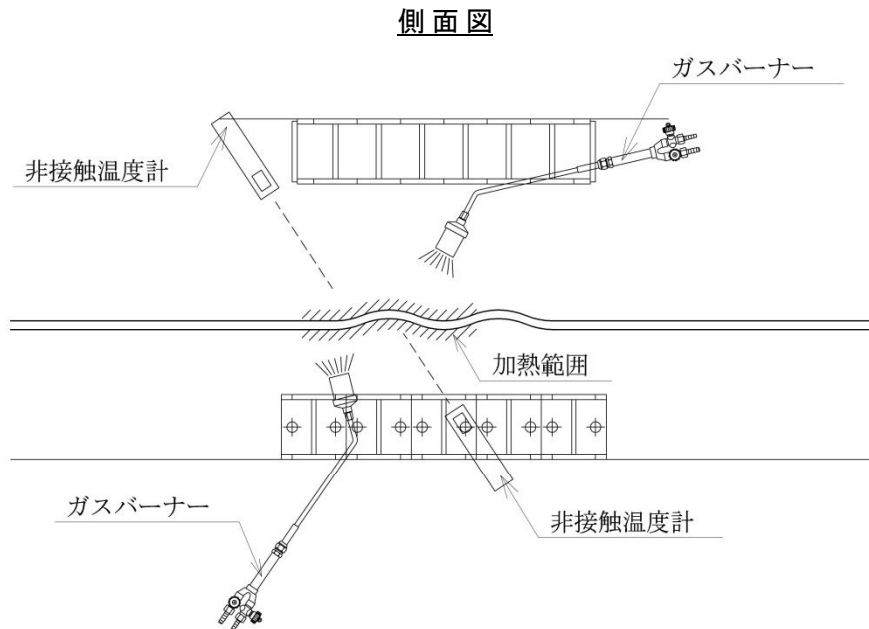 側面図
ガスバーナー
非接触温度計
加熱範囲
ガスバーナー
非接触温度計